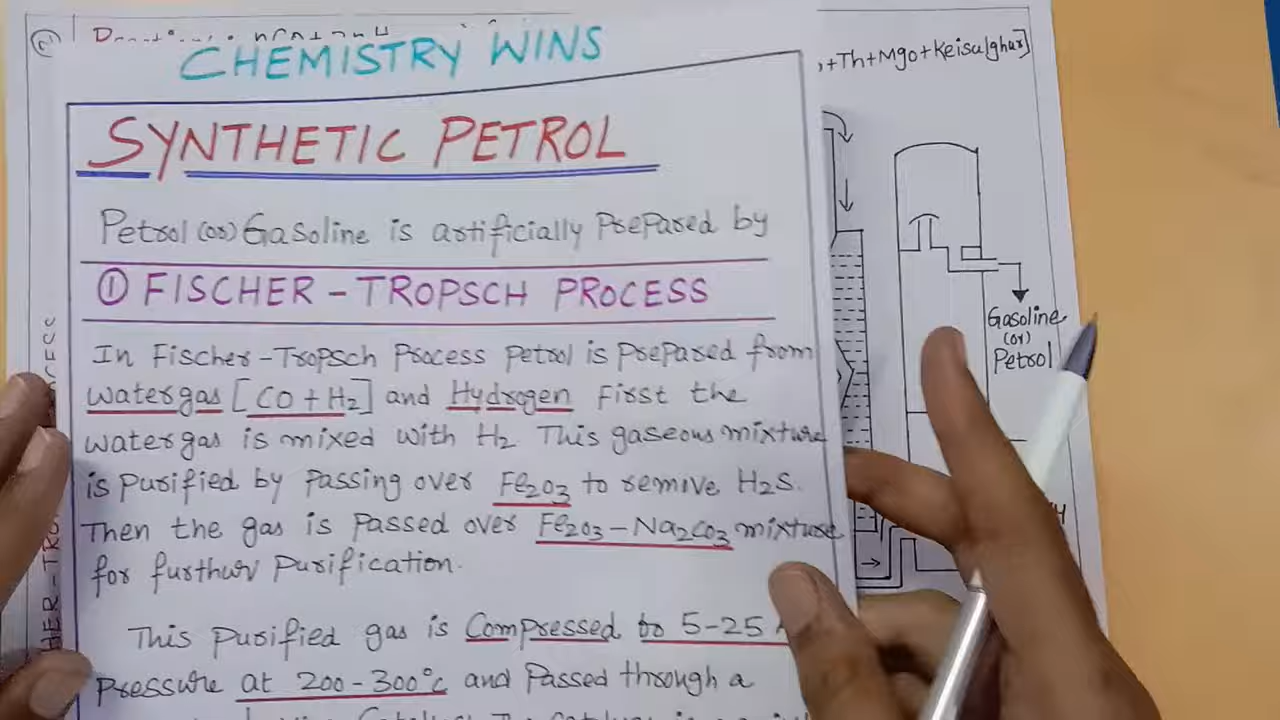 CHEMISTRY WINS
SYNTHETIC PETROL
Petrol (or) Gasoline is artificially Prepared by
① FISCHER - TROPSCH PROCESS
In Fischer-Tropsch Process Petrol is Prepared from
Watergas [CO + H2] and Hydrogen First the
Watergas is mixed with H2 This gaseous mixture
is Purified by Passing over Fe2O3 to remive H2S.
Then the gas is Passed over Fe2O3 - Na2CO3 mixture
for further Purification.
This Purified gas is Compressed to 5-25
Pressure at 200-300°C and Passed through a
+Th+Mgo+Keisulghur]
Gasoline
(or)
Petrol